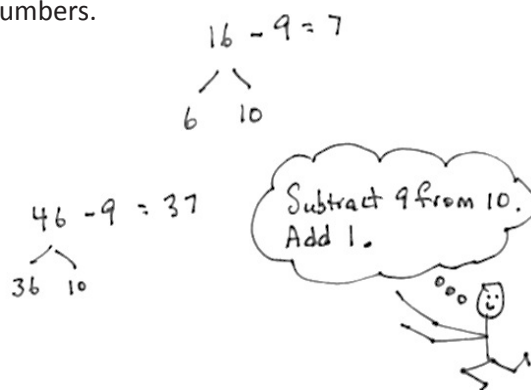 umbers.
16 - 9 = 7
6 10
46 - 9 = 37
36 10
Subtract 9 from 10.
Add 1.